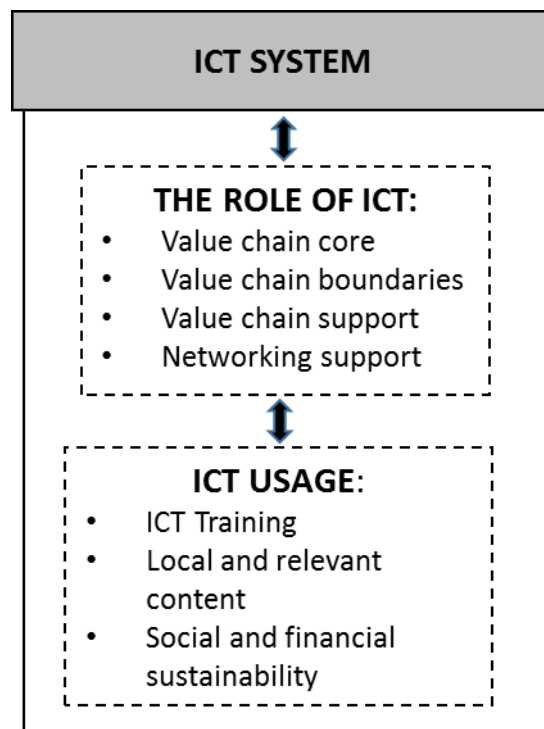 ICT SYSTEM
THE ROLE OF ICT:
• Value chain core
• Value chain boundaries
• Value chain support
• Networking support
ICT USAGE:
• ICT Training
• Local and relevant
content
• Social and financial
sustainability